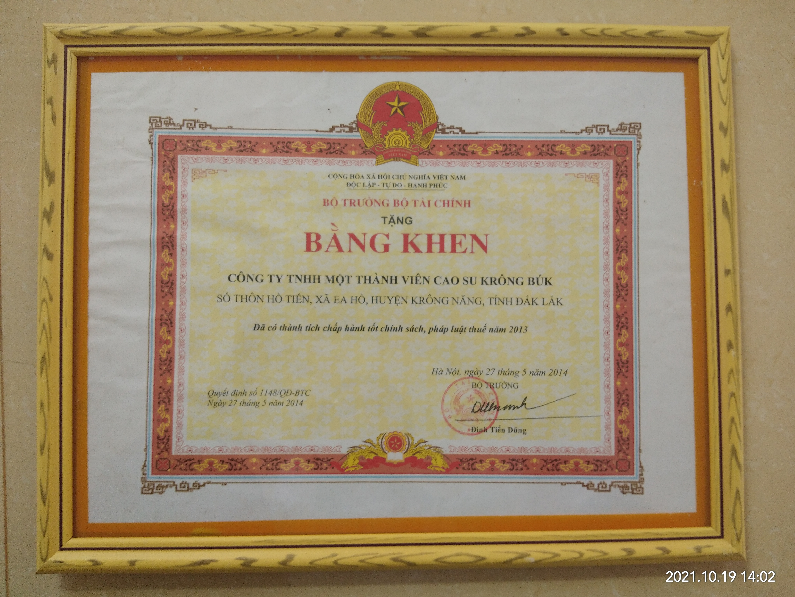 CỘNG HÒA XÃ HỘI CHỦ NGHĨA VIỆT NAM
ĐỘC LẬP - TỰ DO - HẠNH PHÚC
BỘ TRƯỞNG BỘ TÀI CHÍNH
TẶNG
BẰNG KHEN
CÔNG TY TNHH MỘT THÀNH VIÊN CAO SU KRÔNG BÚK
SỐ THÔN HỒ TIẾN, XÃ EA HỒ, HUYỆN KRÔNG NĂNG, TỈNH ĐẮK LẮK
Đã có thành tích chấp hành tốt chính sách, pháp luật thuế năm 2013
Hà Nội, ngày 27 tháng 5 năm 2014
BỘ TRƯỞNG
Quyết định số 1148/QĐ-BTC
Ngày 27 tháng 5 năm 2014
Đinh Tiến Dũng
2021.10.19 14:02